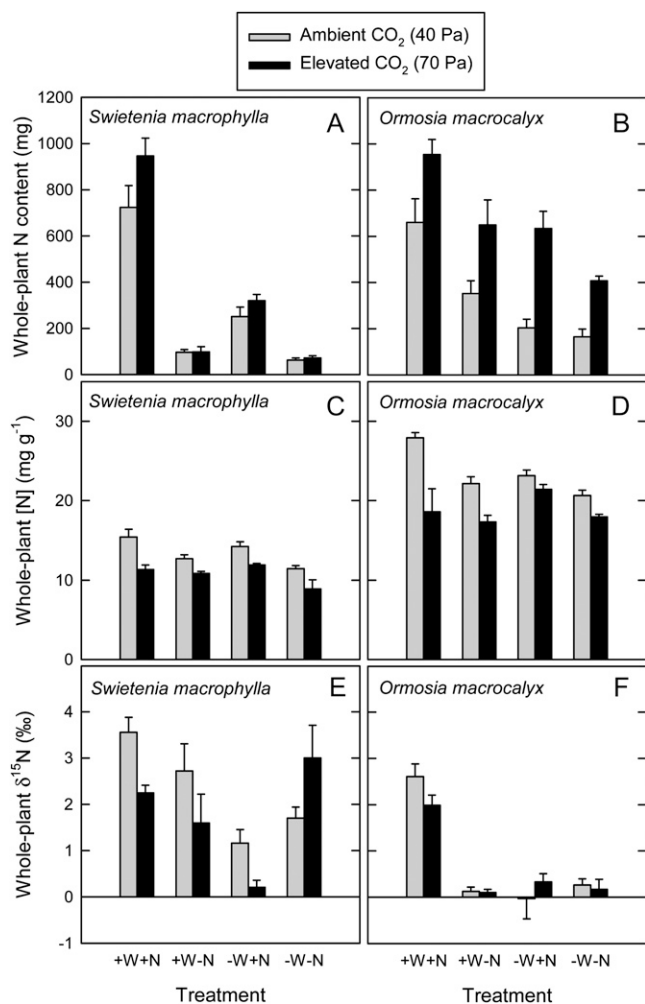 Ambient CO₂ (40 Pa)
Elevated CO₂ (70 Pa)
Whole-plant N content (mg)
1200
1000
800
600
400
200
0
Swietenia macrophylla A
Ormosia macrocalyx B
Whole-plant [N] (mg g⁻¹)
30
20
10
0
Swietenia macrophylla C
Ormosia macrocalyx D
Whole-plant δ¹⁵N (‰)
4
3
2
1
0
-1
Swietenia macrophylla E
Ormosia macrocalyx F
+W+N +W-N -W+N -W-N
+W+N +W-N -W+N -W-N
Treatment
Treatment